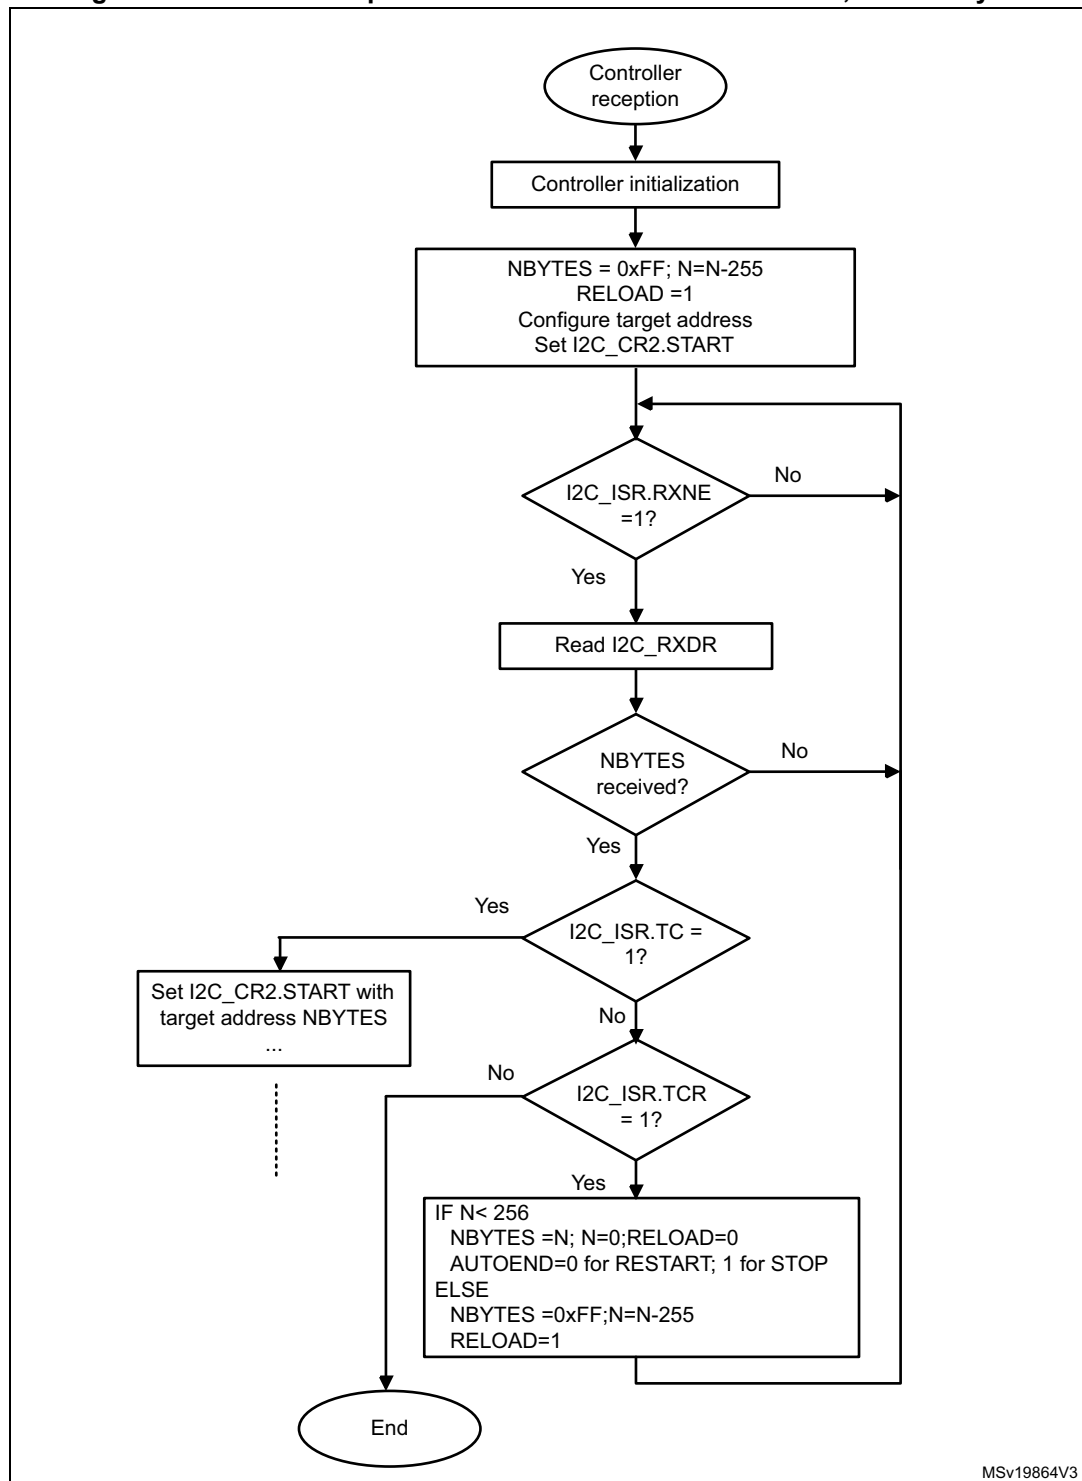 Controller
reception
Controller initialization
NBYTES = 0xFF; N=N-255
RELOAD =1
Configure target address
Set I2C_CR2.START
I2C_ISR.RXNE
=1?
No
Yes
Read I2C_RXDR
NBYTES
received?
No
Yes
I2C_ISR.TC =
1?
Yes
Set I2C_CR2.START with
target address NBYTES
...
No
I2C_ISR.TCR
= 1?
No
Yes
IF N< 256
NBYTES =N; N=0;RELOAD=0
AUTOEND=0 for RESTART; 1 for STOP
ELSE
NBYTES =0xFF;N=N-255
RELOAD=1
End
MSv19864V3